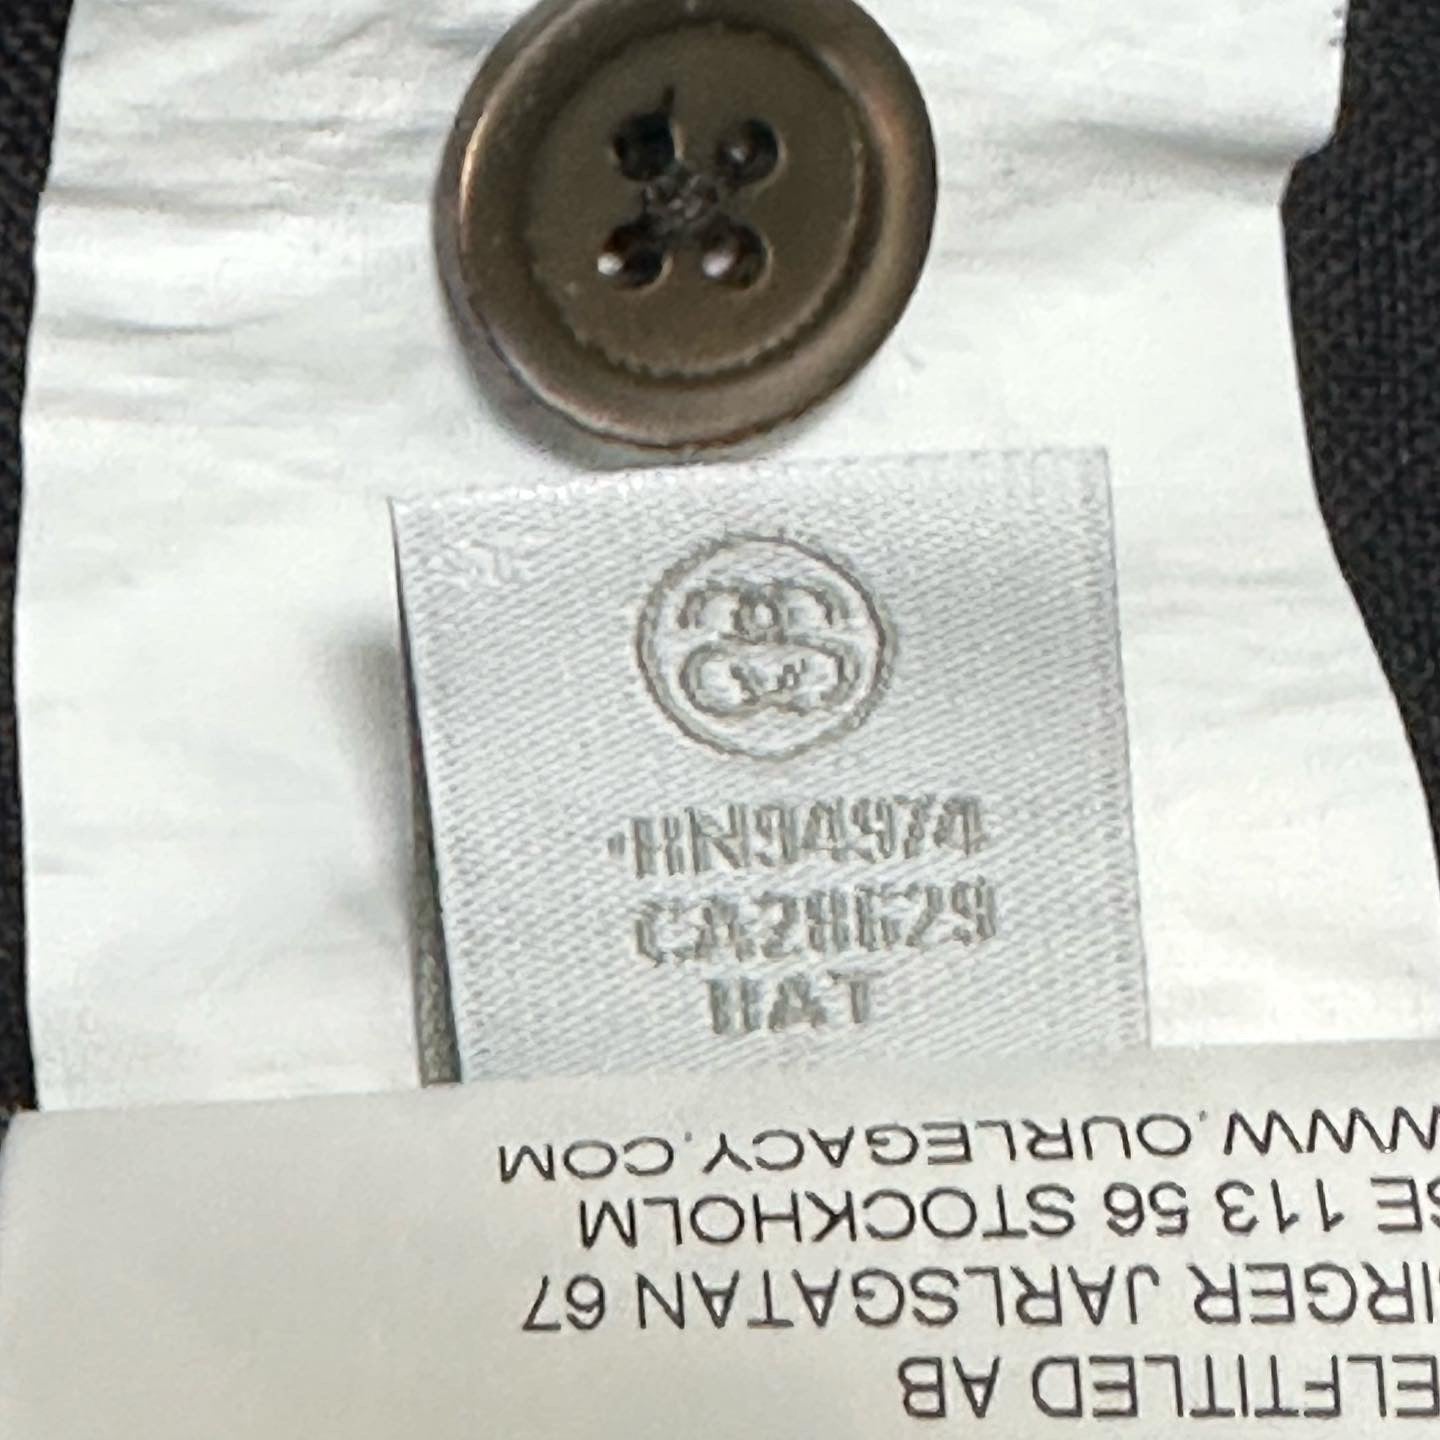 RN94974
CA28629
HAT
ELFTITLED AB
IRGER JARLSGATAN 67
SE 113 56 STOCKHOLM
WWW.OURLEGACY.COM